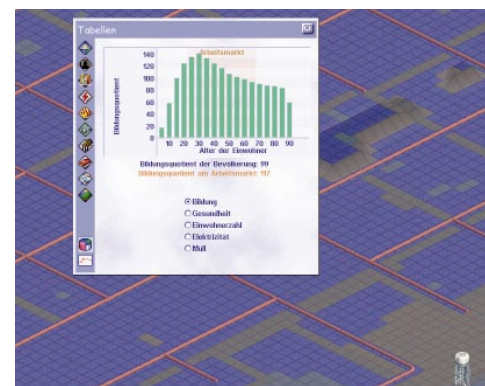 Tabellen
Arbeitsmarkt
140
120
100
80
60
40
20
0
Bildungsquotient
10 20 30 40 50 60 70 80 90
Alter der Einwohner
Bildungsquotient der Bevölkerung: 99
Bildungsquotient am Arbeitsmarkt: 117
Bildung
Gesundheit
Einwohnerzahl
Elektrizität
Müll